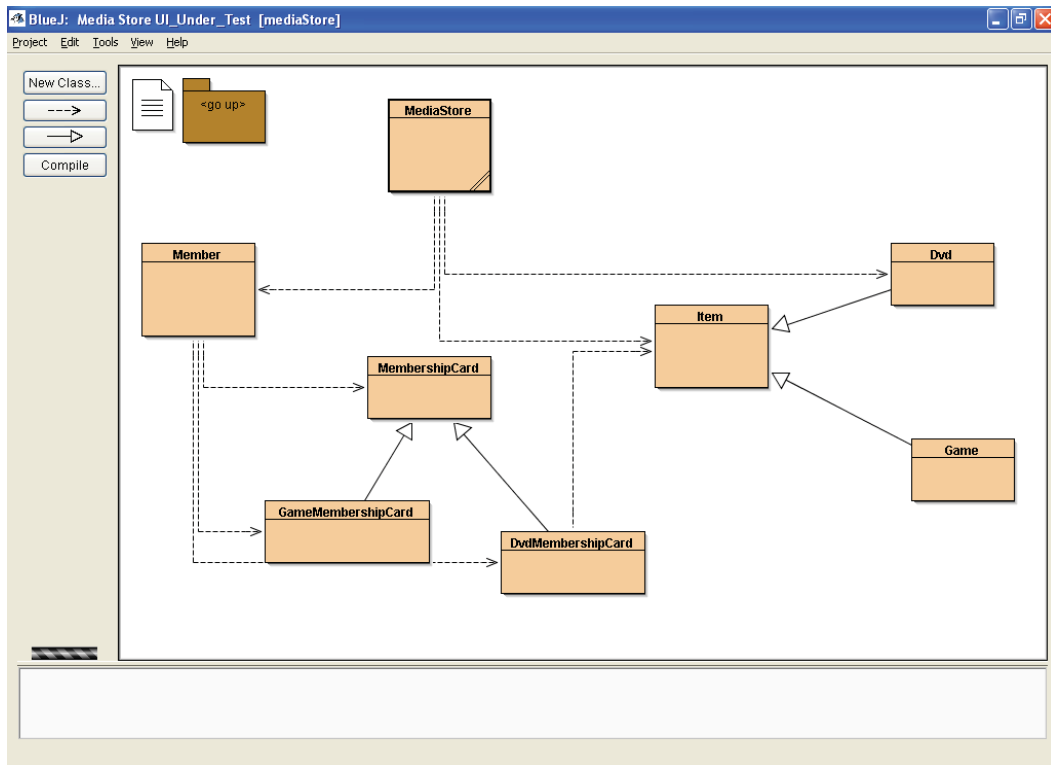 BlueJ: Media Store UI_Under_Test [mediaStore]
Project Edit Tools View Help
New Class...
Compile
<go up>
MediaStore
Member
Dvd
Item
MembershipCard
Game
GameMembershipCard
DvdMembershipCard